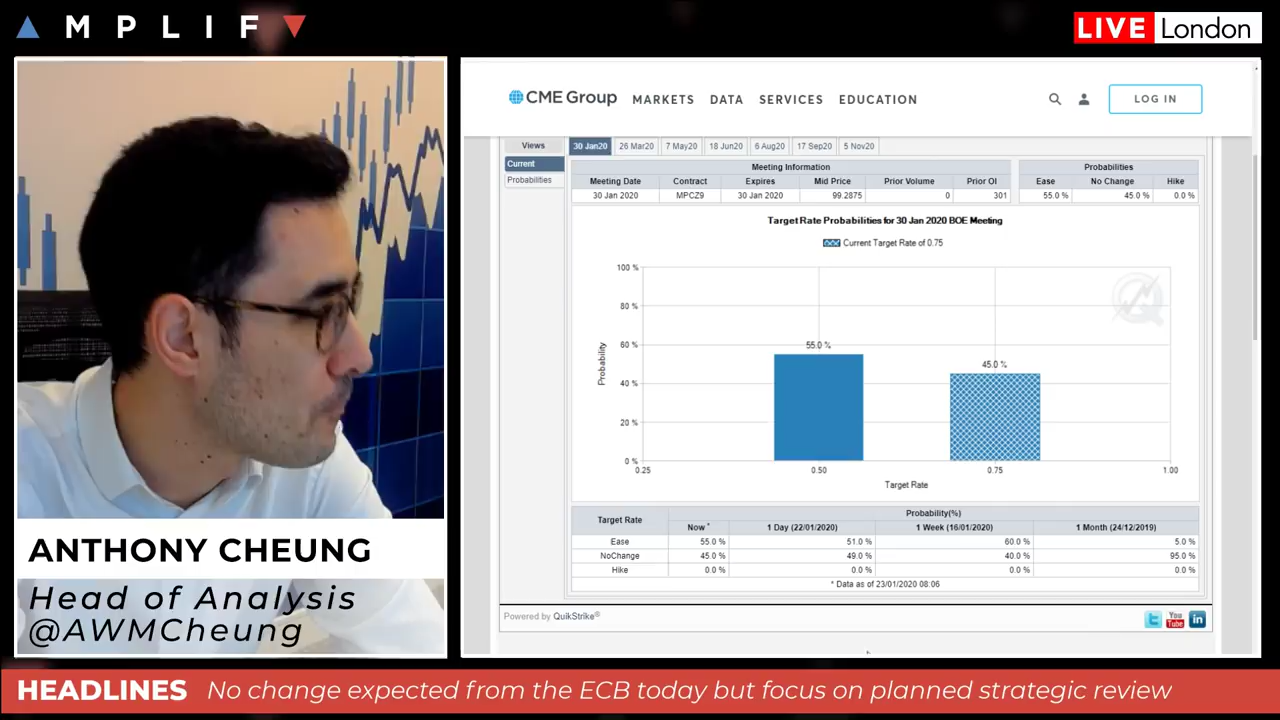 AMPLIFY
LIVE London
CME Group MARKETS DATA SERVICES EDUCATION LOG IN
Views 30 Jan20 26 Mar20 7 May20 18 Jun20 6 Aug20 17 Sep20 5 Nov20
Current
Probabilities
Meeting Information
Meeting Date Contract Expires Mid Price Prior Volume Prior OI
30 Jan 2020 MPCZ9 30 Jan 2020 99.2875 0 301
Probabilities
Ease No Change Hike
55.0 % 45.0 % 0.0 %
Target Rate Probabilities for 30 Jan 2020 BOE Meeting
Current Target Rate of 0.75
100 %
80 %
60 %
40 %
20 %
0 %
Probability
55.0 %
45.0 %
0.25 0.50 0.75 1.00
Target Rate
Target Rate Probability(%)
Now * 1 Day (22/01/2020) 1 Week (16/01/2020) 1 Month (24/12/2019)
Ease 55.0 % 51.0 % 60.0 % 5.0 %
NoChange 45.0 % 49.0 % 40.0 % 95.0 %
Hike 0.0 % 0.0 % 0.0 % 0.0 %
* Data as of 23/01/2020 08:06
Powered by QuikStrike®
You Tube in
ANTHONY CHEUNG
Head of Analysis
@AWMCheung
HEADLINES No change expected from the ECB today but focus on planned strategic review